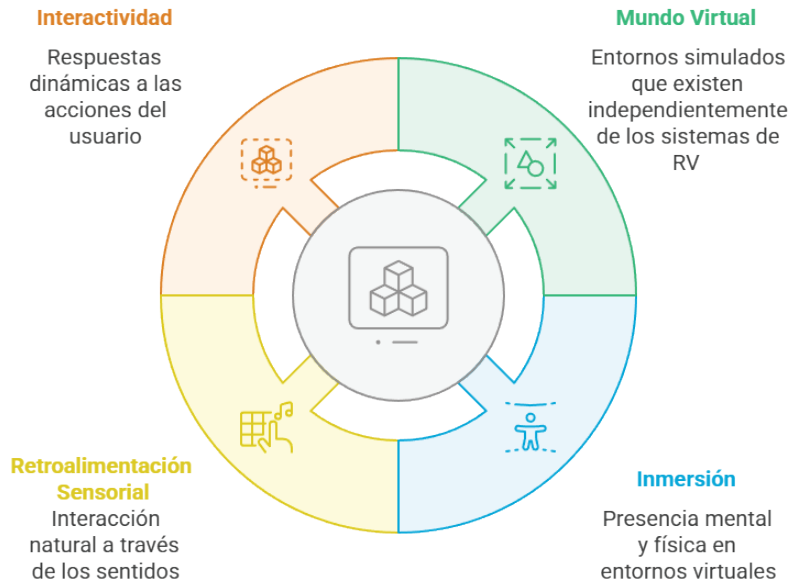 Interactividad
Respuestas
dinámicas a las
acciones del
usuario
Mundo Virtual
Entornos simulados
que existen
independientemente
de los sistemas de
RV
Retroalimentación
Sensorial
Interacción
natural a través
de los sentidos
Inmersión
Presencia mental
y física en
entornos virtuales